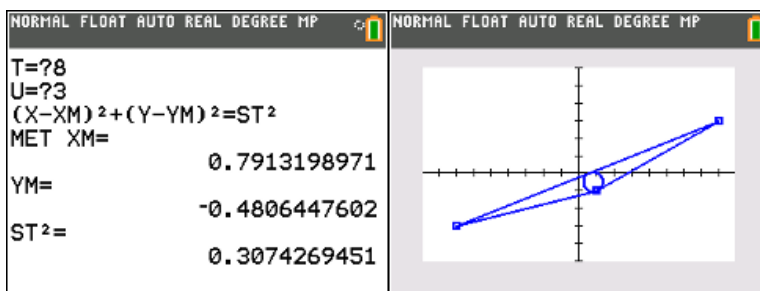 NORMAL FLOAT AUTO REAL DEGREE MP
T=?8
U=?3
(X-XM)²+(Y-YM)²=ST²
MET XM=
0.7913198971
YM=
-0.4806447602
ST²=
0.3074269451
NORMAL FLOAT AUTO REAL DEGREE MP